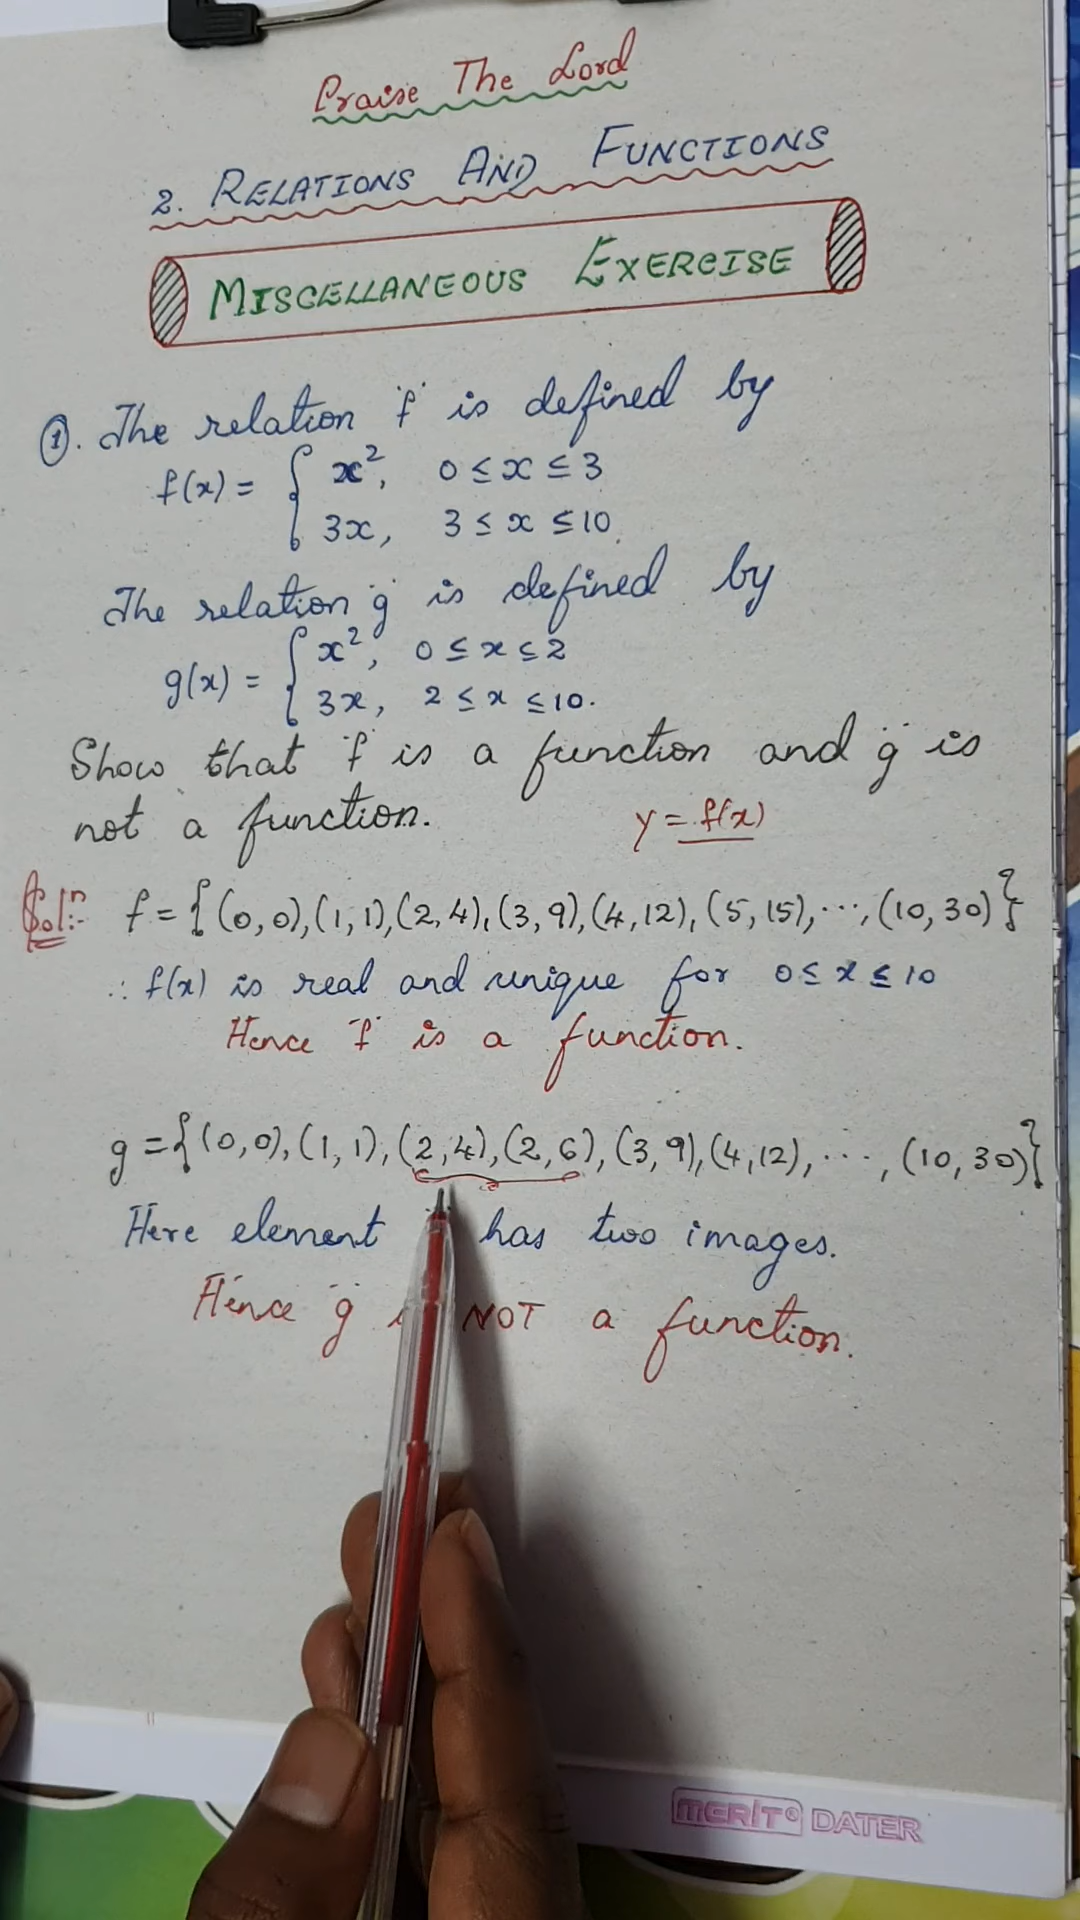 Praise The Lord
2. RELATIONS AND FUNCTIONS
MISCELLANEOUS EXERCISE
①. The relation 'f' is defined by
f(x) = { x², 0 ≤ x ≤ 3
3x, 3 ≤ x ≤ 10.
The relation 'g' is defined by
g(x) = { x², 0 ≤ x ≤ 2
3x, 2 ≤ x ≤ 10.
Show that 'f' is a function and 'g' is
not a function. y = f(x)
Solⁿ:- f = {(0,0),(1,1),(2,4),(3,9),(4,12),(5,15),...,(10,30)}
∴ f(x) is real and unique for 0 ≤ x ≤ 10
Hence 'f' is a function.
g = {(0,0),(1,1),(2,4),(2,6),(3,9),(4,12),...,(10,30)}
Here element has two images.
Hence 'g' NOT a function.
MERIT DATER